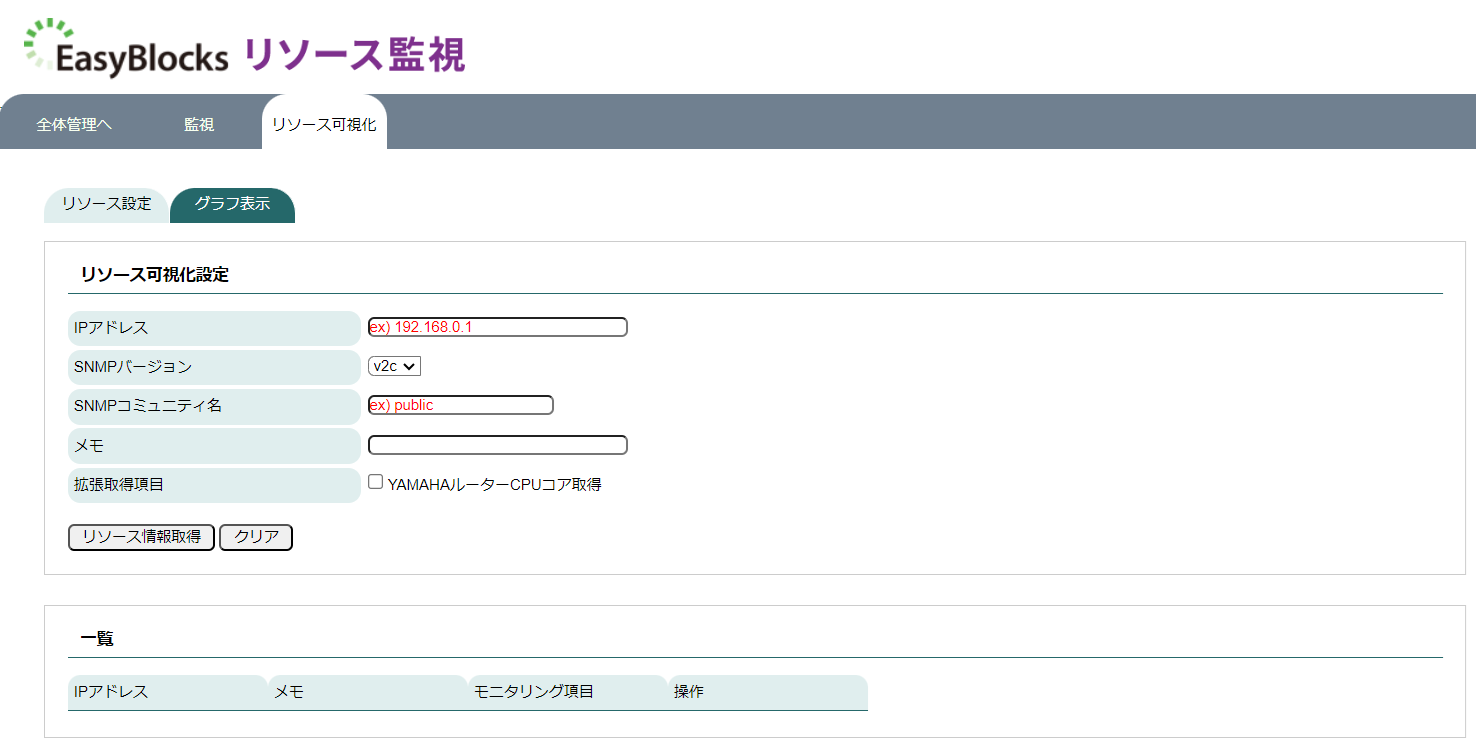 EasyBlocks リソース監視
全体管理へ 監視 リソース可視化
リソース設定 グラフ表示
リソース可視化設定
IPアドレス ex) 192.168.0.1
SNMPバージョン v2c
SNMPコミュニティ名 ex) public
メモ
拡張取得項目 YAMAHAルーターCPUコア取得
リソース情報取得 クリア
一覧
IPアドレス メモ モニタリング項目 操作